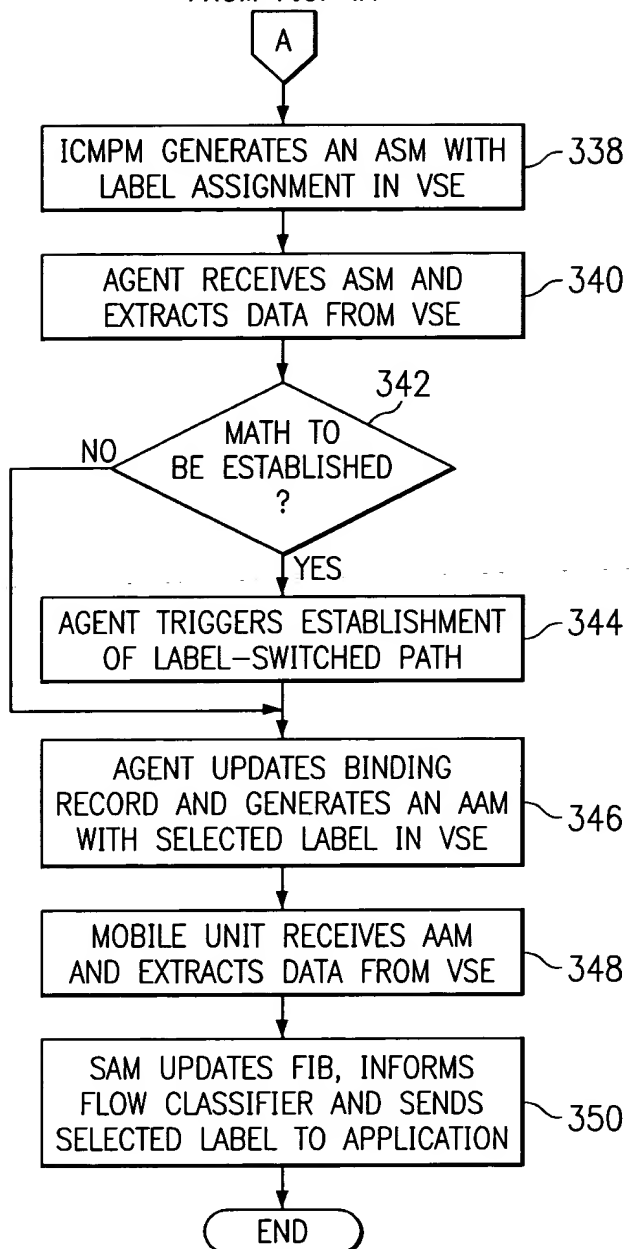 A
ICMPM GENERATES AN ASM WITH
LABEL ASSIGNMENT IN VSE
338
AGENT RECEIVES ASM AND
EXTRACTS DATA FROM VSE
340
342
MATH TO
BE ESTABLISHED
?
NO
YES
AGENT TRIGGERS ESTABLISHMENT
OF LABEL-SWITCHED PATH
344
AGENT UPDATES BINDING
RECORD AND GENERATES AN AAM
WITH SELECTED LABEL IN VSE
346
MOBILE UNIT RECEIVES AAM
AND EXTRACTS DATA FROM VSE
348
SAM UPDATES FIB, INFORMS
FLOW CLASSIFIER AND SENDS
SELECTED LABEL TO APPLICATION
350
END